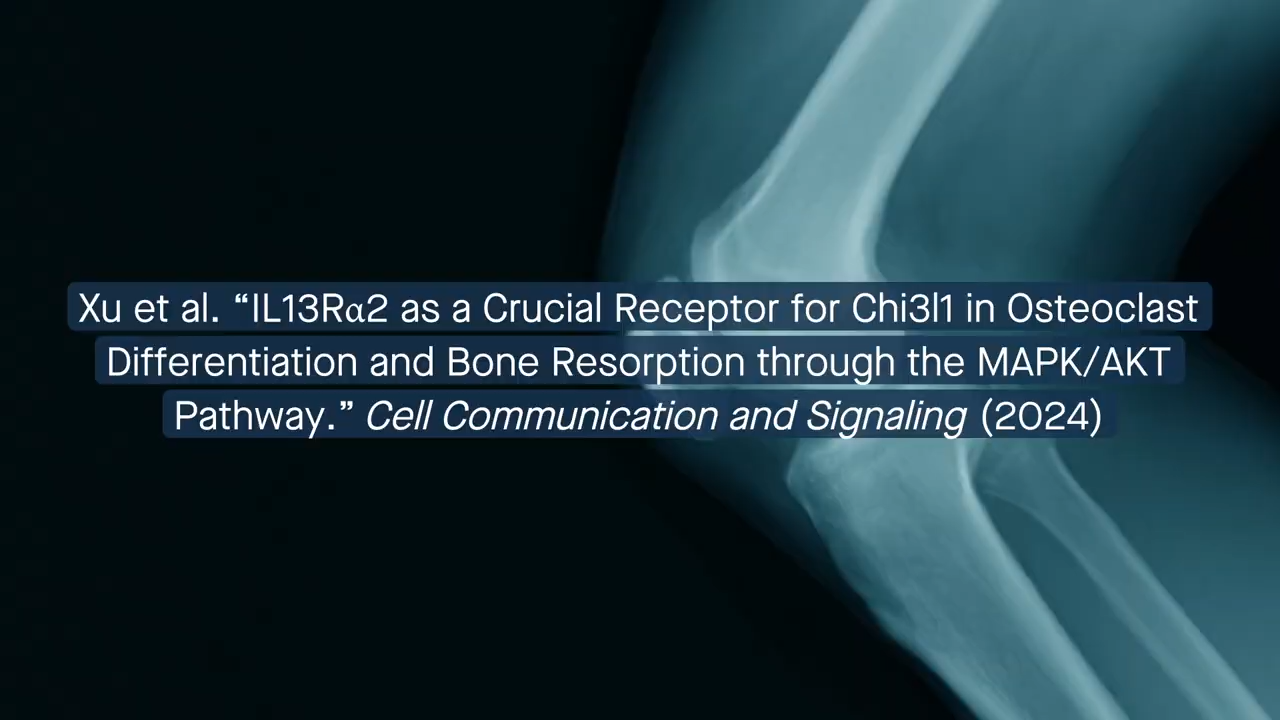 Xu et al. “IL13Rα2 as a Crucial Receptor for Chi3l1 in Osteoclast
Differentiation and Bone Resorption through the MAPK/AKT
Pathway.” Cell Communication and Signaling (2024)